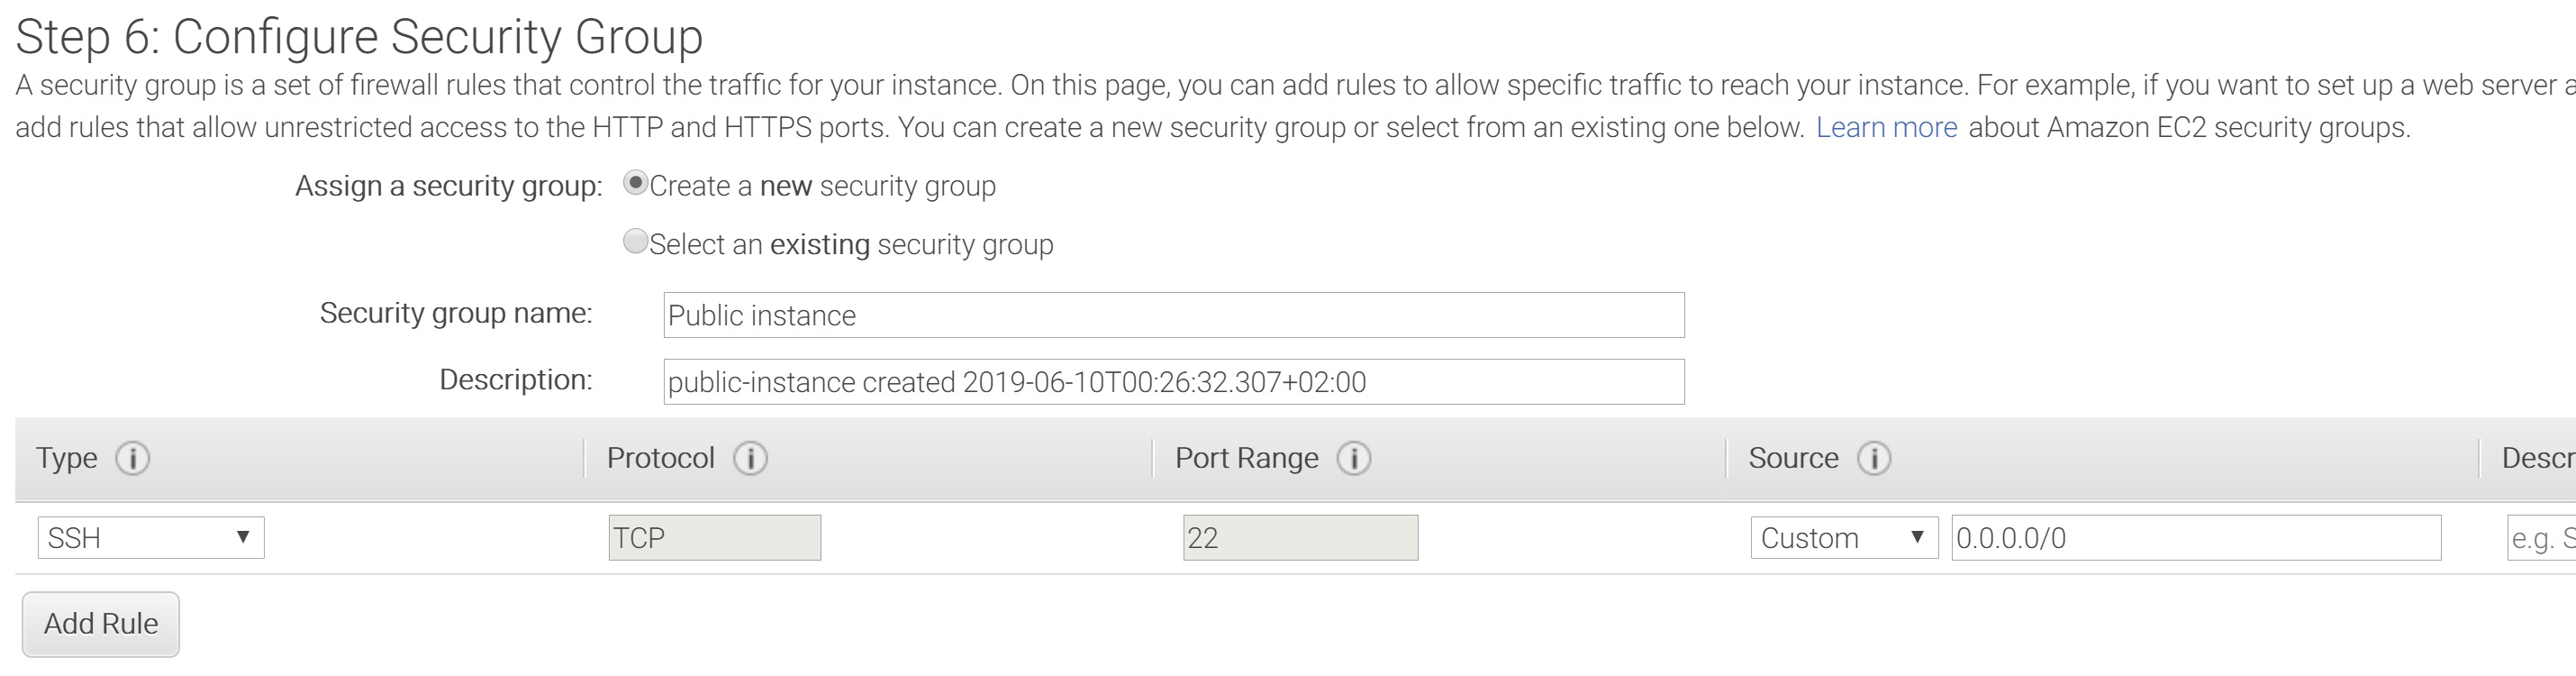 Step 6: Configure Security Group
A security group is a set of firewall rules that control the traffic for your instance. On this page, you can add rules to allow specific traffic to reach your instance. For example, if you want to set up a web server
add rules that allow unrestricted access to the HTTP and HTTPS ports. You can create a new security group or select from an existing one below. Learn more about Amazon EC2 security groups.
Assign a security group: Create a new security group
Select an existing security group
Security group name: Public instance
Description: public-instance created 2019-06-10T00:26:32.307+02:00
Type Protocol Port Range Source
SSH TCP 22 Custom 0.0.0.0/0 e.g.
Add Rule